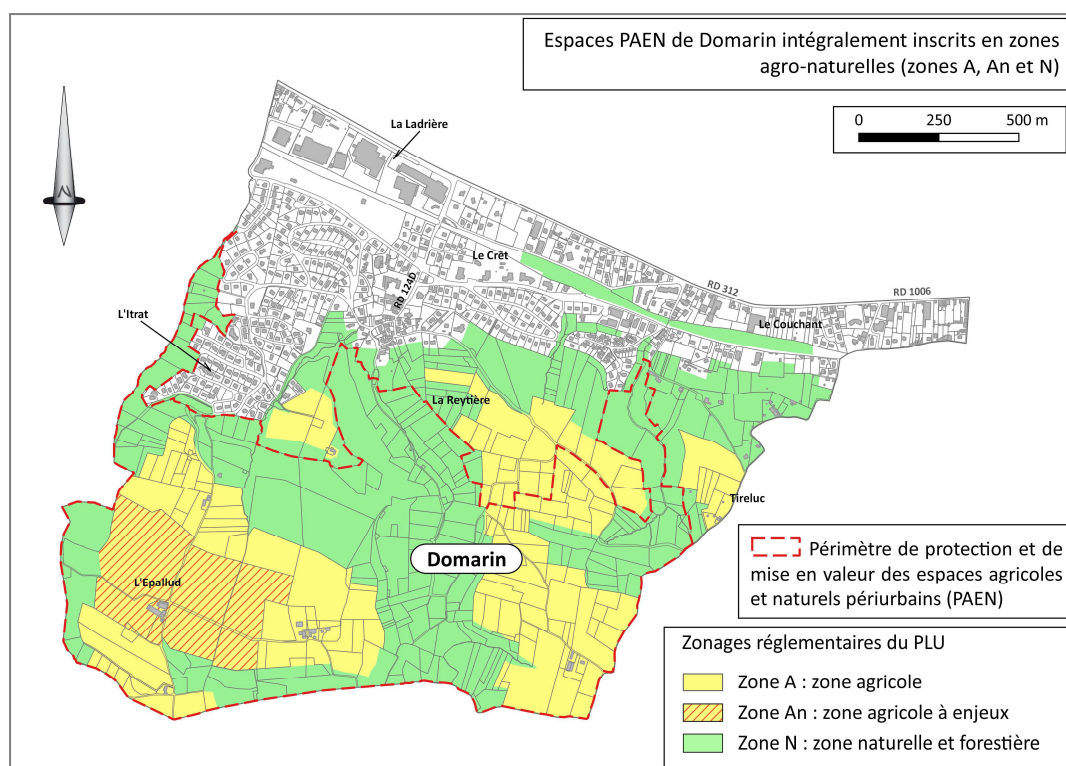 Espaces PAEN de Domarin intégralement inscrits en zones
agro-naturelles (zones A, An et N)
0 250 500 m
La Ladrière
N
Le Crêt
RD 124D
RD 312
RD 1006
Le Couchant
L'Itrat
La Reytière
Tireluc
Domarin
L'Epallud
Périmètre de protection et de
mise en valeur des espaces agricoles
et naturels périurbains (PAEN)
Zonages réglementaires du PLU
Zone A : zone agricole
Zone An : zone agricole à enjeux
Zone N : zone naturelle et forestière